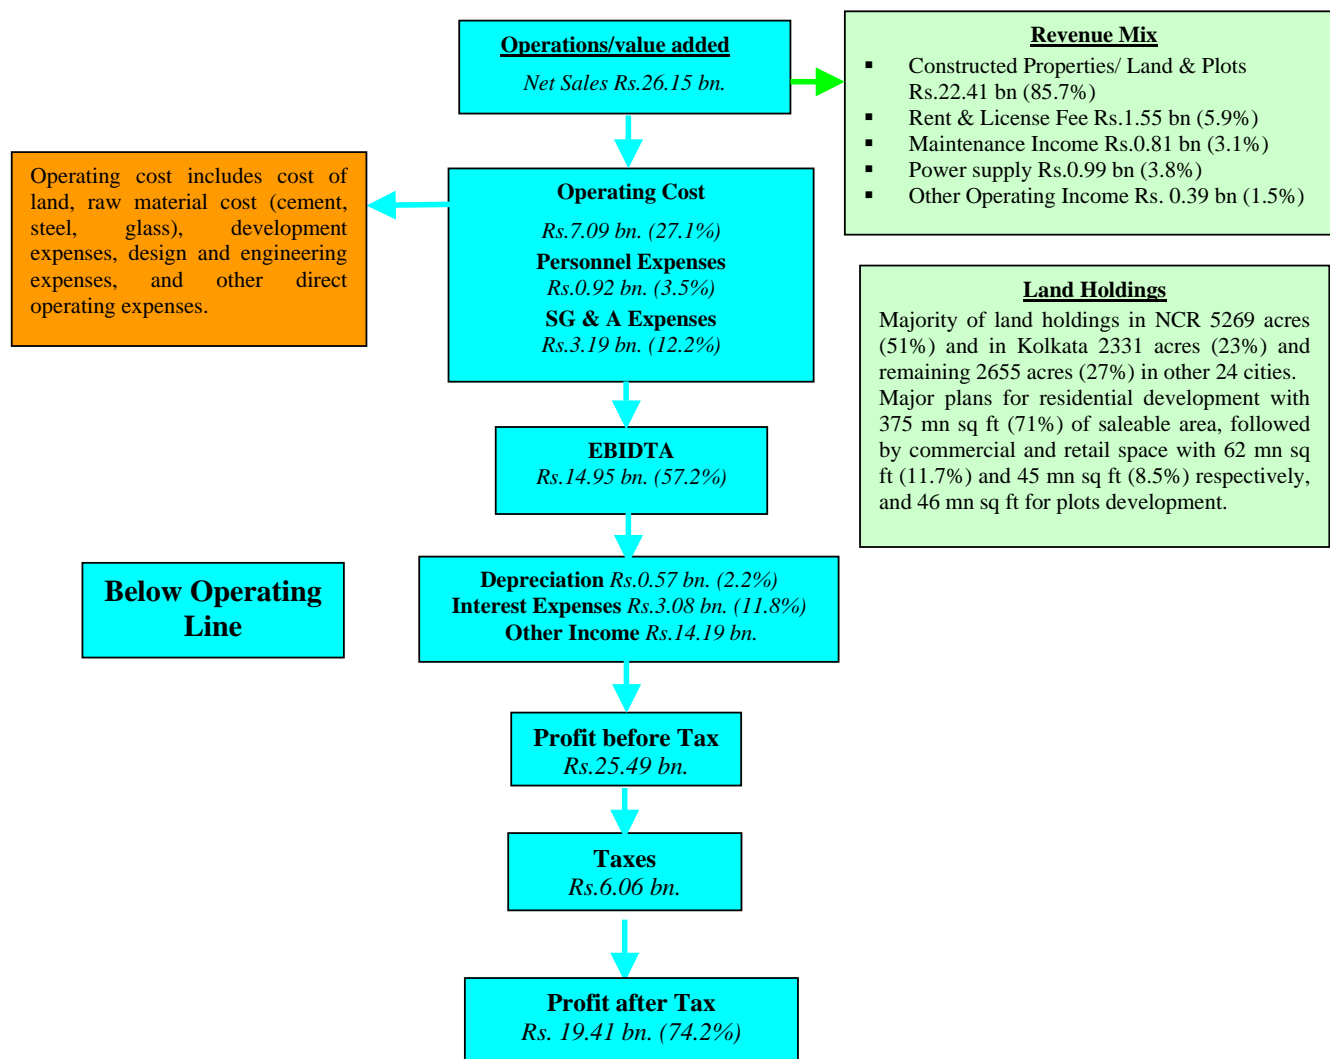 Operations/value added
Net Sales Rs.26.15 bn.
Revenue Mix
▪ Constructed Properties/ Land & Plots
Rs.22.41 bn (85.7%)
▪ Rent & License Fee Rs.1.55 bn (5.9%)
▪ Maintenance Income Rs.0.81 bn (3.1%)
▪ Power supply Rs.0.99 bn (3.8%)
▪ Other Operating Income Rs. 0.39 bn (1.5%)
Operating cost includes cost of
land, raw material cost (cement,
steel, glass), development
expenses, design and engineering
expenses, and other direct
operating expenses.
Operating Cost
Rs.7.09 bn. (27.1%)
Personnel Expenses
Rs.0.92 bn. (3.5%)
SG & A Expenses
Rs.3.19 bn. (12.2%)
Land Holdings
Majority of land holdings in NCR 5269 acres
(51%) and in Kolkata 2331 acres (23%) and
remaining 2655 acres (27%) in other 24 cities.
Major plans for residential development with
375 mn sq ft (71%) of saleable area, followed
by commercial and retail space with 62 mn sq
ft (11.7%) and 45 mn sq ft (8.5%) respectively,
and 46 mn sq ft for plots development.
EBIDTA
Rs.14.95 bn. (57.2%)
Below Operating
Line
Depreciation Rs.0.57 bn. (2.2%)
Interest Expenses Rs.3.08 bn. (11.8%)
Other Income Rs.14.19 bn.
Profit before Tax
Rs.25.49 bn.
Taxes
Rs.6.06 bn.
Profit after Tax
Rs. 19.41 bn. (74.2%)